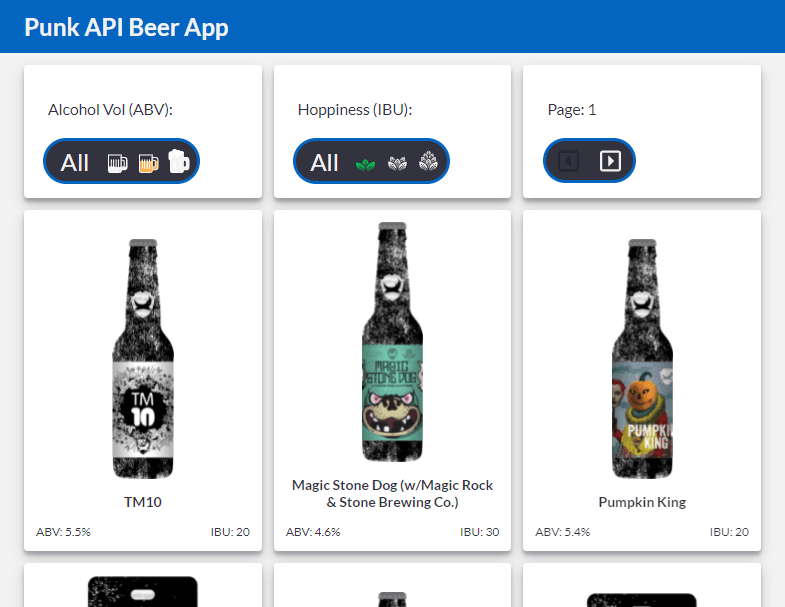 Punk API Beer App
Alcohol Vol (ABV):
All
Hoppiness (IBU):
All
Page: 1
TM
10
TM10
ABV: 5.5%
IBU: 20
MAGIC
STONE DOG
Magic Stone Dog (w/Magic Rock
& Stone Brewing Co.)
ABV: 4.6%
IBU: 30
PUMPKIN
KING
Pumpkin King
ABV: 5.4%
IBU: 20